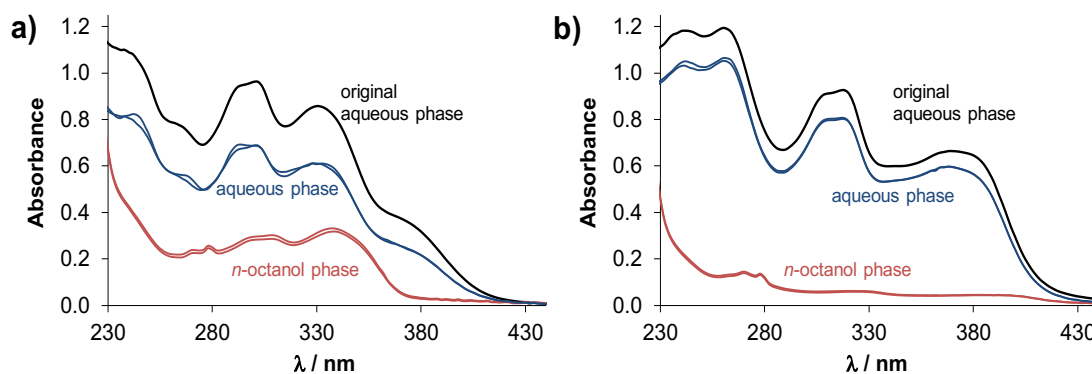 a)
1.2
1.0
0.8
0.6
0.4
0.2
0.0
Absorbance
original
aqueous phase
aqueous phase
n-octanol phase
230 280 330 380 430
λ / nm
b)
1.2
1.0
0.8
0.6
0.4
0.2
0.0
Absorbance
original
aqueous phase
aqueous phase
n-octanol phase
230 280 330 380 430
λ / nm